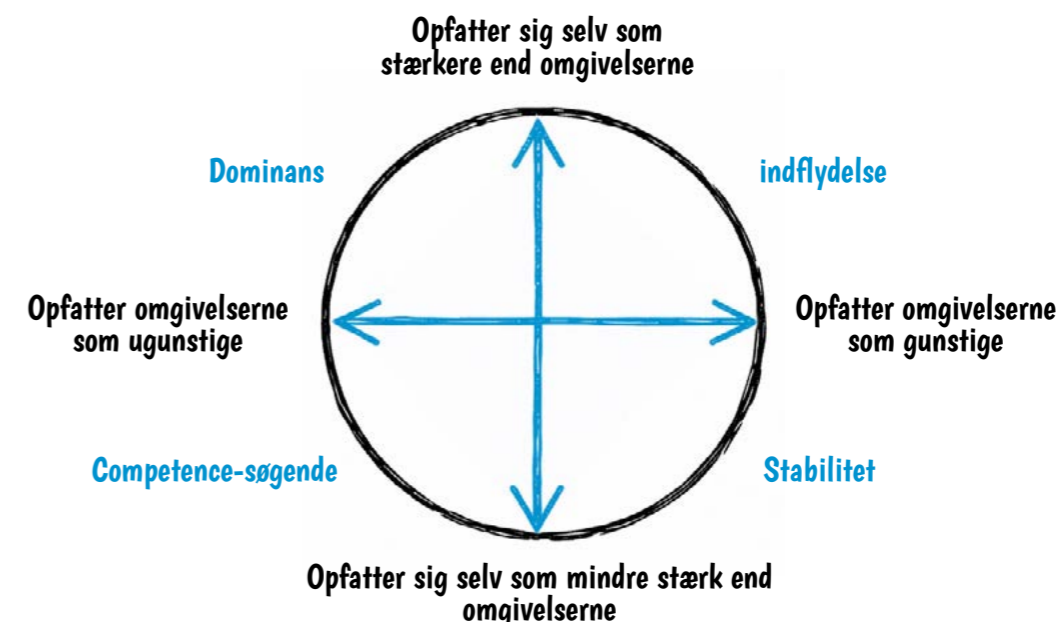 Opfatter sig selv som
stærkere end omgivelserne
Dominans
indflydelse
Opfatter omgivelserne
som ugunstige
Opfatter omgivelserne
som gunstige
Competence-søgende
Stabilitet
Opfatter sig selv som mindre stærk end
omgivelserne